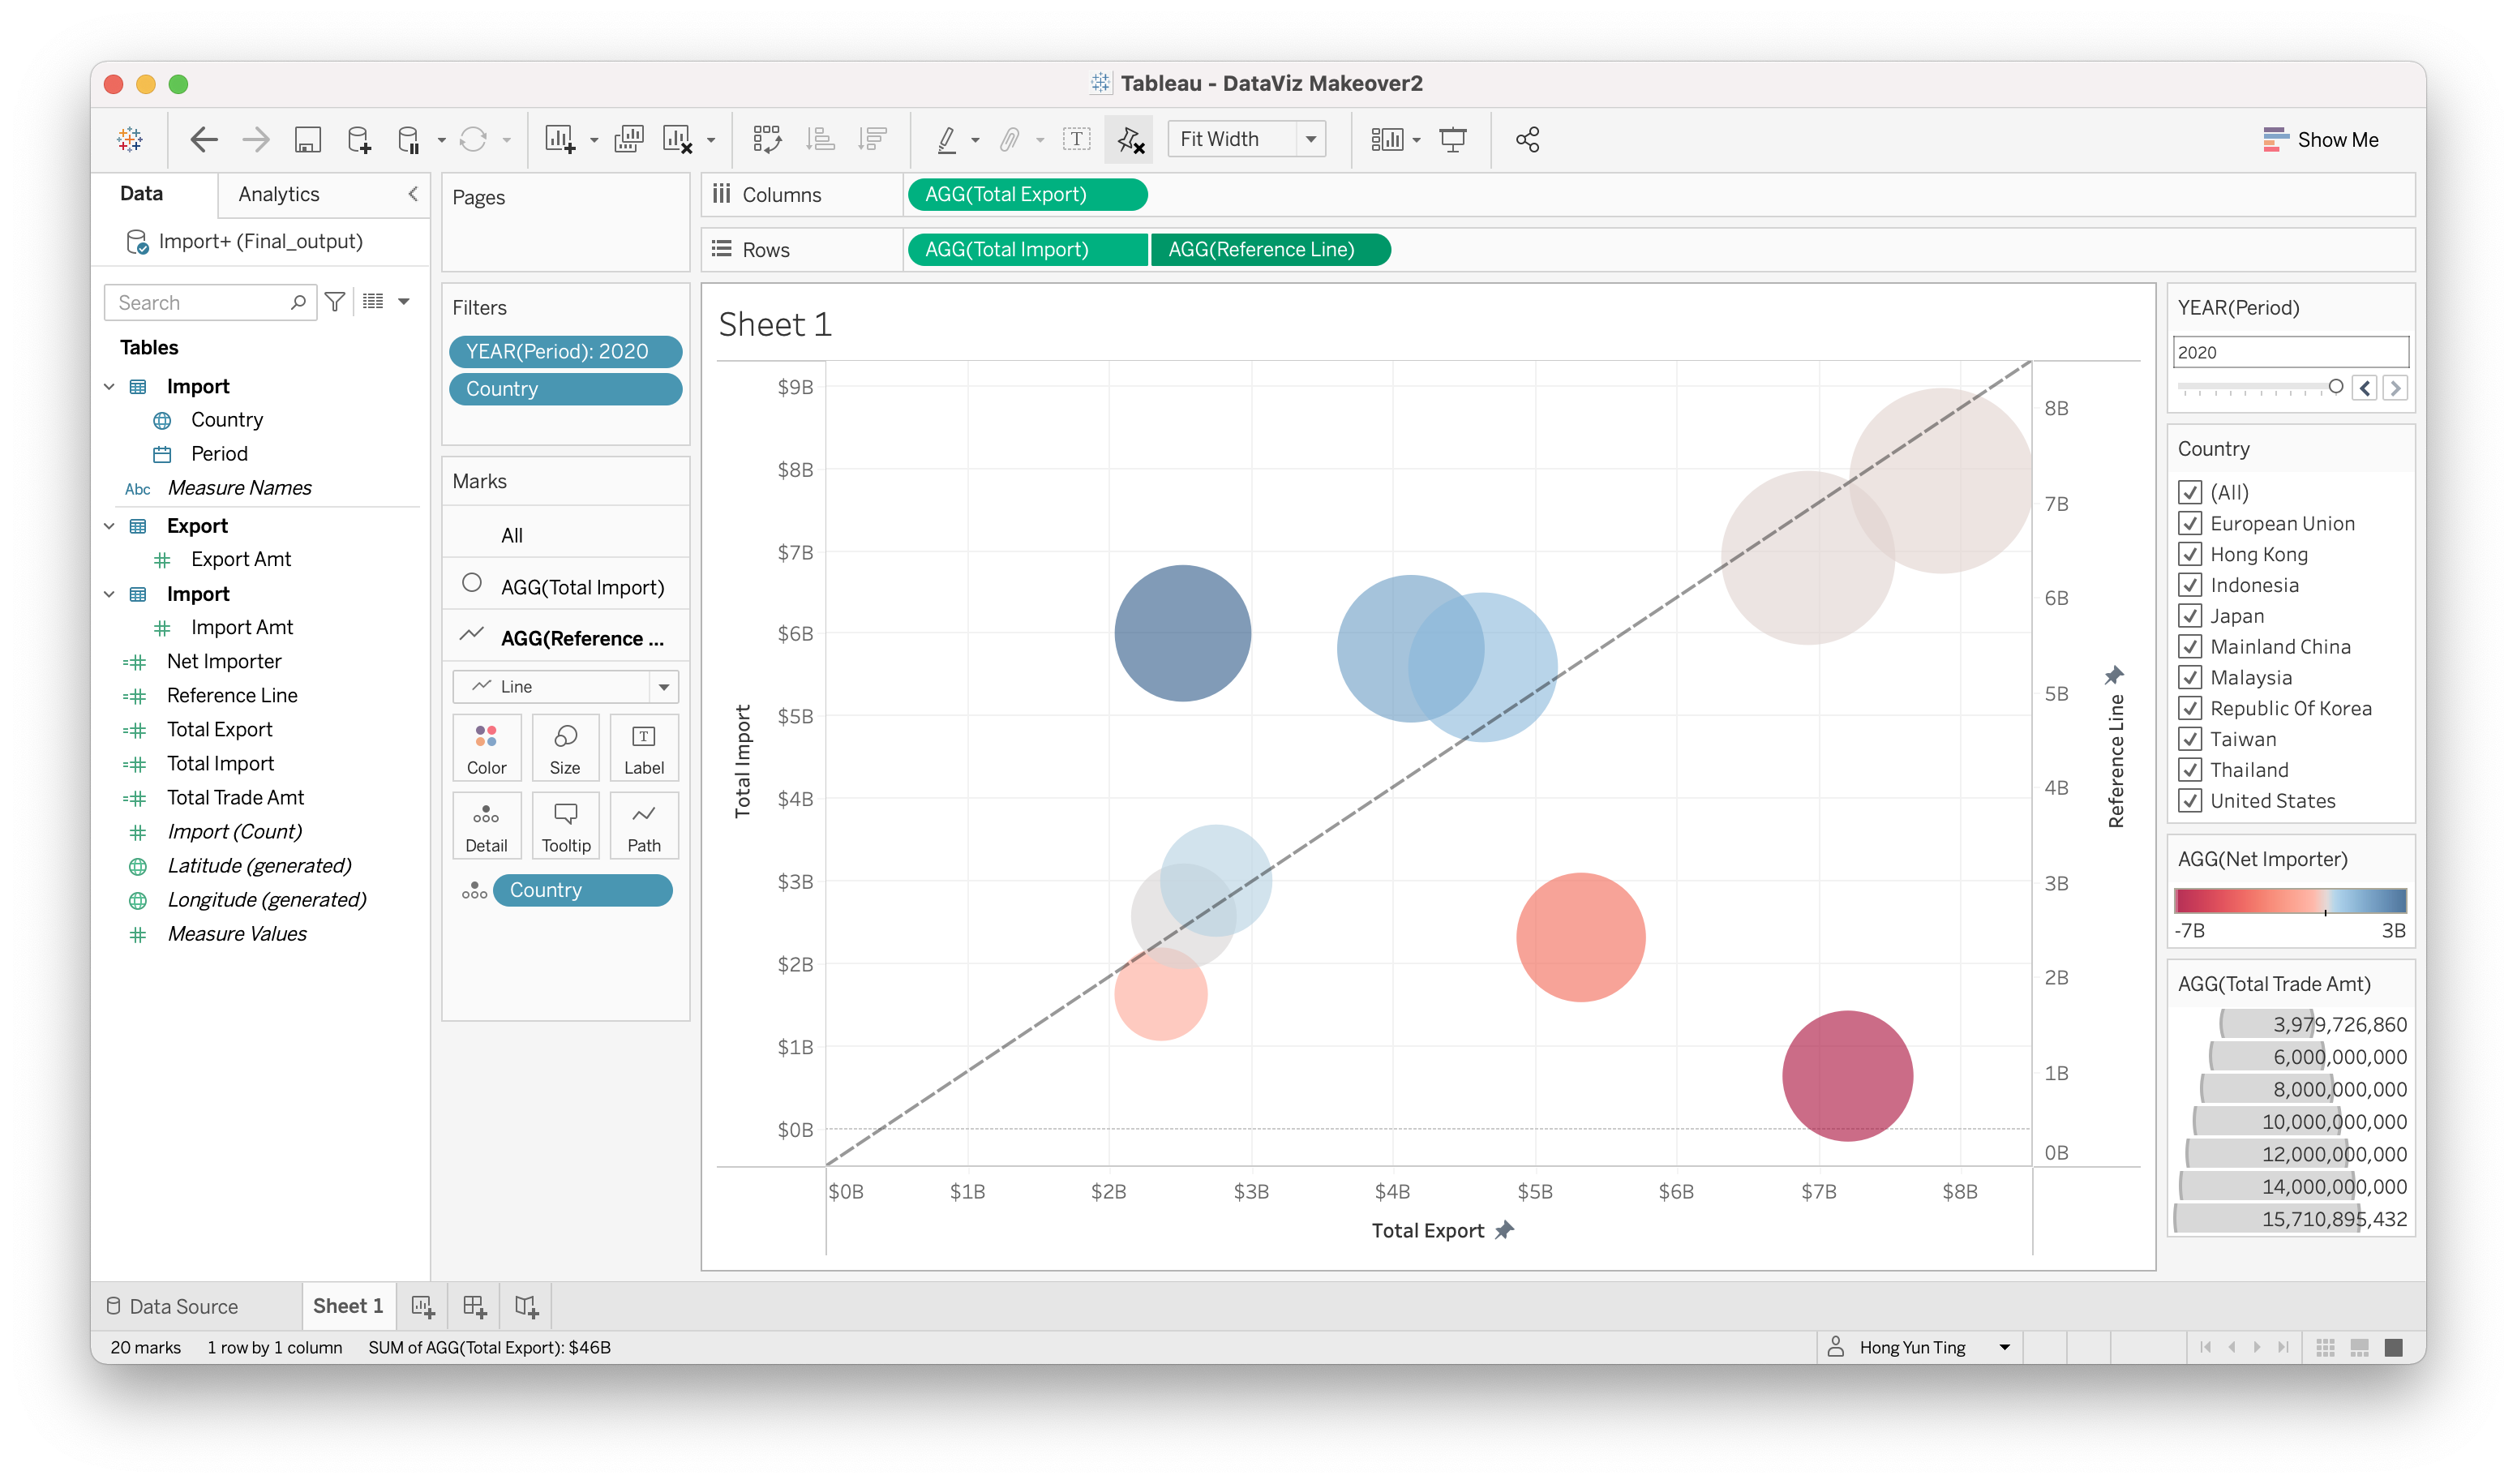 Tableau - DataViz Makeover2
Fit Width
Show Me
Data
Analytics
Import+ (Final_output)
Search
Tables
Import
Country
Period
Abc Measure Names
Export
Export Amt
Import
Import Amt
Net Importer
Reference Line
Total Export
Total Import
Total Trade Amt
Import (Count)
Latitude (generated)
Longitude (generated)
Measure Values
Pages
Filters
YEAR(Period): 2020
Country
Marks
All
AGG(Total Import)
AGG(Reference ...
Line
Color Size Label
Detail Tooltip Path
Country
Columns AGG(Total Export)
Rows AGG(Total Import) AGG(Reference Line)
Sheet 1
Total Import
$9B
$8B
$7B
$6B
$5B
$4B
$3B
$2B
$1B
$0B
$0B $1B $2B $3B $4B $5B $6B $7B $8B
Total Export
8B
7B
6B
5B
4B
3B
2B
1B
0B
Reference Line
YEAR(Period)
2020
Country
(All)
European Union
Hong Kong
Indonesia
Japan
Mainland China
Malaysia
Republic Of Korea
Taiwan
Thailand
United States
AGG(Net Importer)
-7B 3B
AGG(Total Trade Amt)
3,979,726,860
6,000,000,000
8,000,000,000
10,000,000,000
12,000,000,000
14,000,000,000
15,710,895,432
Data Source
Sheet 1
20 marks 1 row by 1 column SUM of AGG(Total Export): $46B
Hong Yun Ting